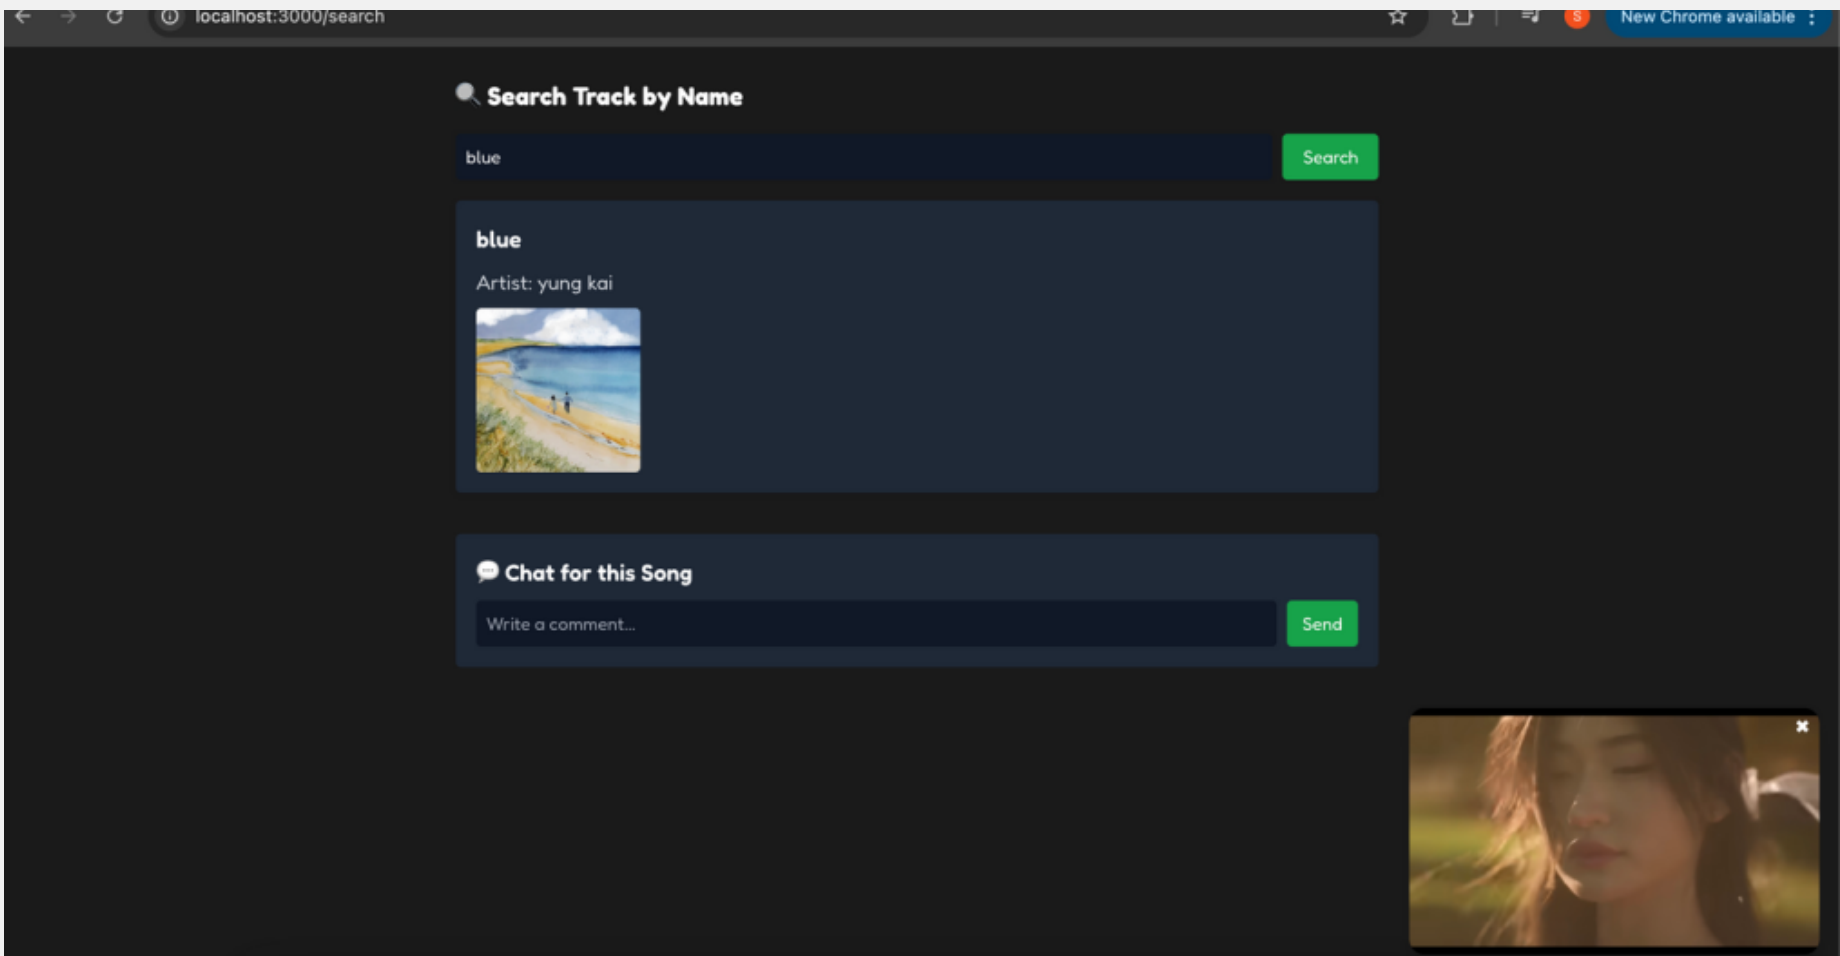 localhost:3000/search
S
New Chrome available
🔍 Search Track by Name
blue
Search
blue
Artist: yung kai
💬 Chat for this Song
Write a comment...
Send